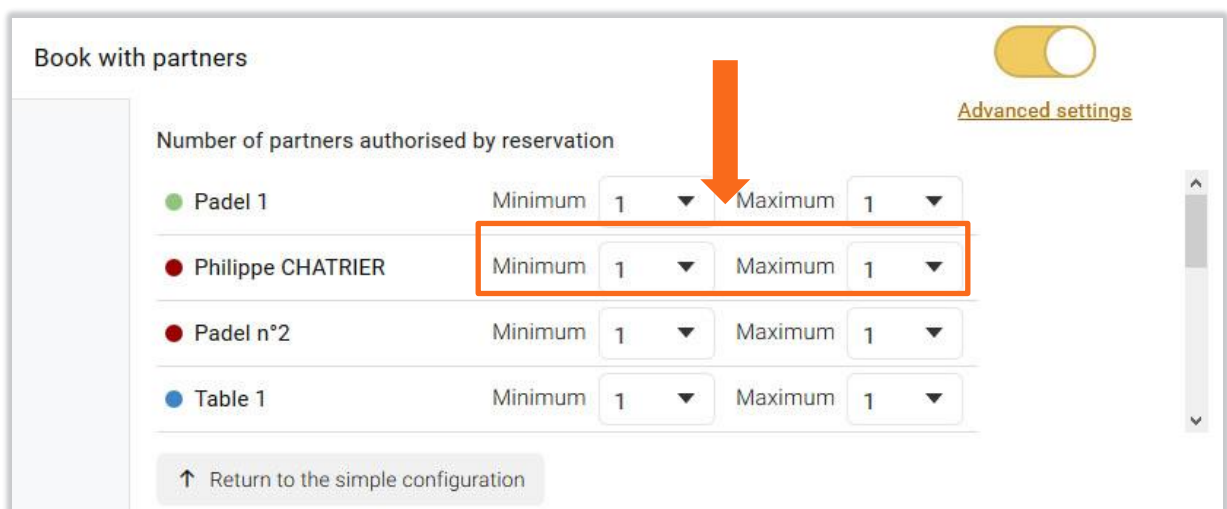 Book with partners
Advanced settings
Number of partners authorised by reservation
Padel 1 Minimum 1 Maximum 1
Philippe CHATRIER Minimum 1 Maximum 1
Padel n°2 Minimum 1 Maximum 1
Table 1 Minimum 1 Maximum 1
↑ Return to the simple configuration